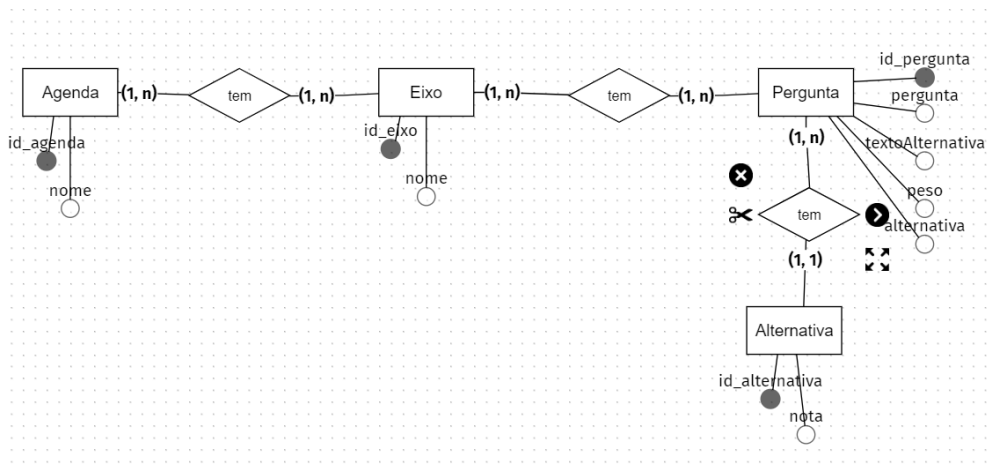 Agenda
(1, n)
tem
(1, n)
Eixo
(1, n)
tem
(1, n)
Pergunta
id_pergunta
pergunta
textoAlternativa
peso
alternativa
id_agenda
nome
id_eixo
nome
(1, n)
tem
(1, 1)
Alternativa
id_alternativa
nota